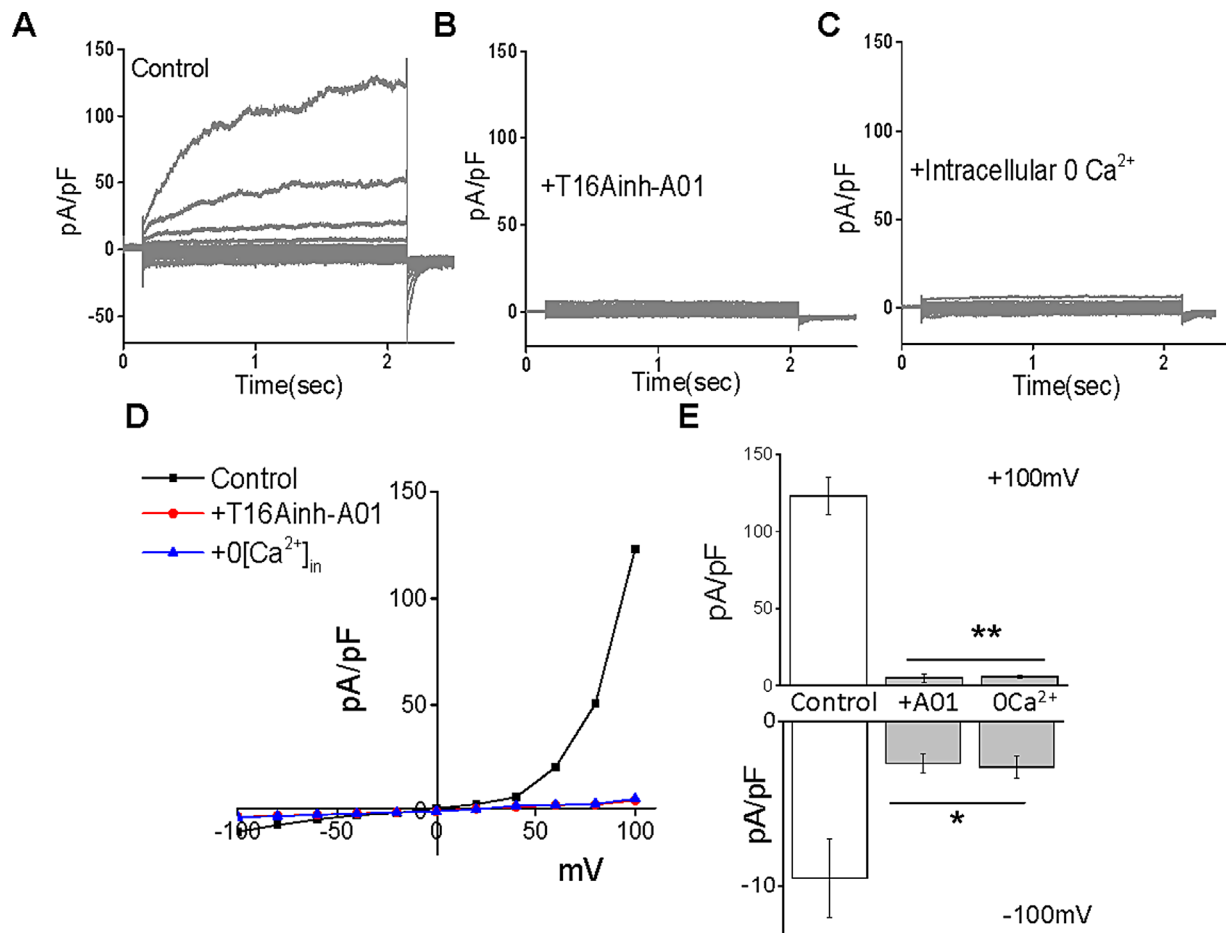 A
B
C
150
100
50
0
-50
pA/pF
Control
0
1
2
Time(sec)
150
100
50
0
pA/pF
+T16Ainh-A01
0
1
2
Time(sec)
150
100
50
0
pA/pF
+Intracellular 0 Ca²⁺
0
1
2
Time(sec)
D
E
Control
+T16Ainh-A01
+0[Ca²⁺]in
150
100
50
0
pA/pF
-100
-50
0
50
100
mV
150
100
50
0
pA/pF
+100mV
**
Control
+A01
0Ca²⁺
0
-10
pA/pF
*
-100mV